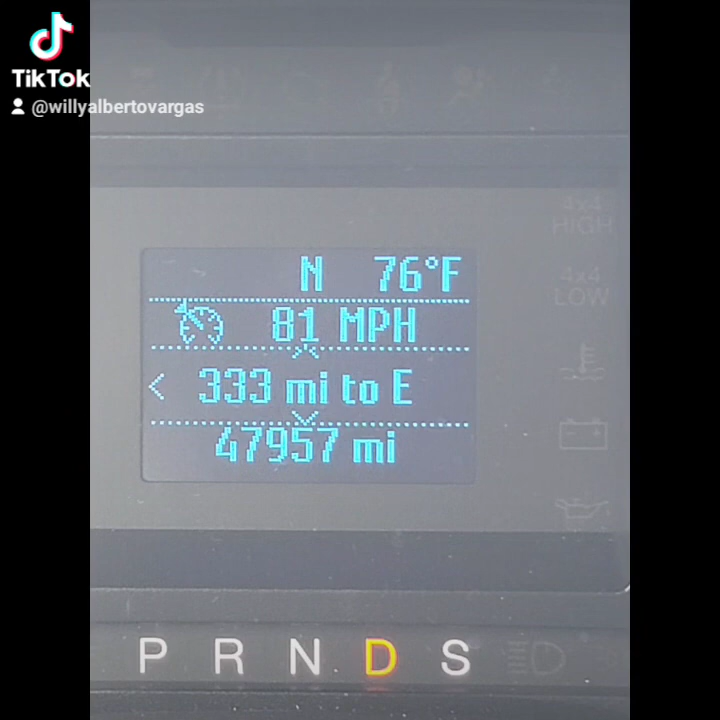 TikTok
@willyalbertovargas
4x4
HIGH
N 76°F
4x4
LOW
81 MPH
< 333 mi to E
47957 mi
P R N D S